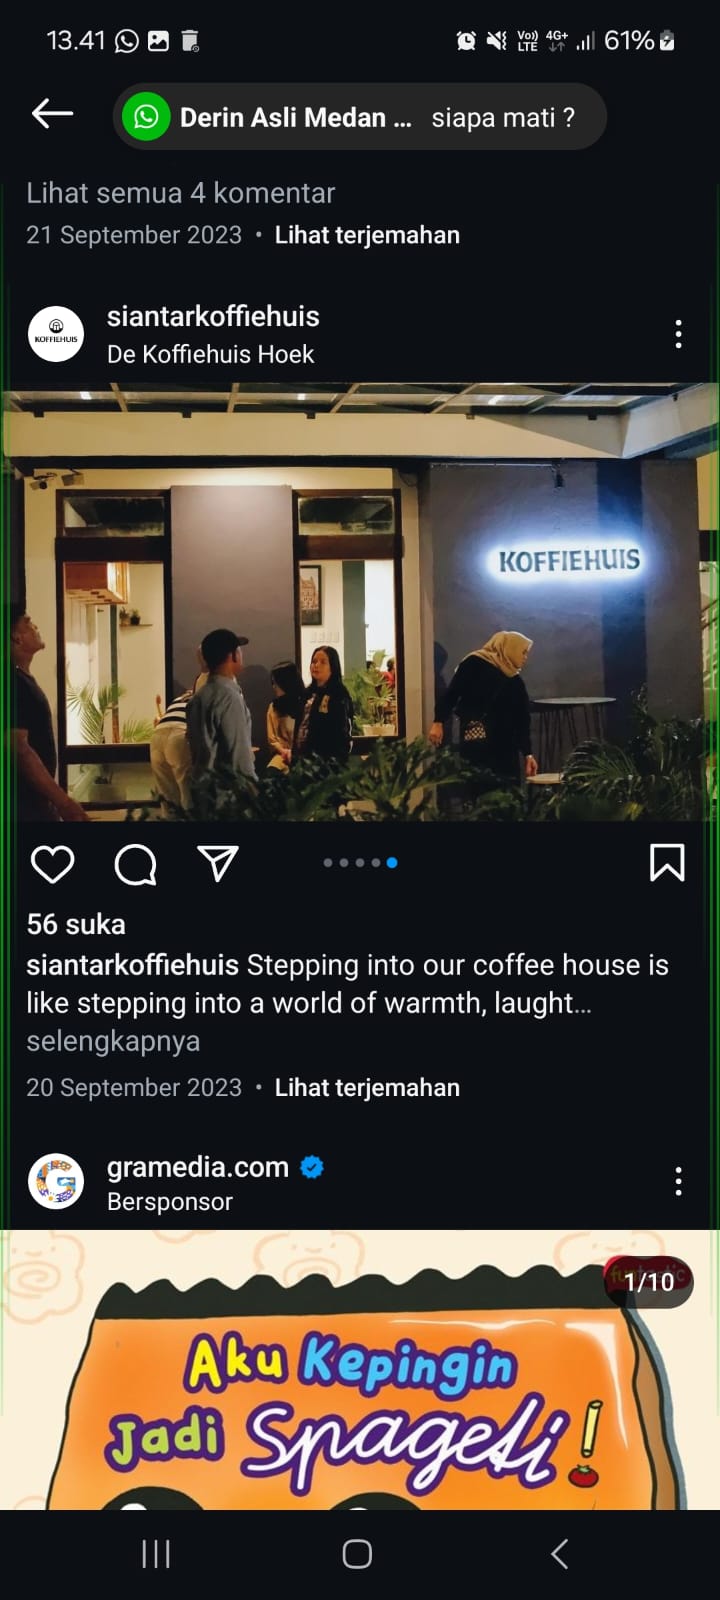 13.41
Vo)) LTE 4G+ 61%
Derin Asli Medan ... siapa mati ?
Lihat semua 4 komentar
21 September 2023 • Lihat terjemahan
KOFFIEHUIS
siantarkoffiehuis
De Koffiehuis Hoek
KOFFIEHUIS
56 suka
siantarkoffiehuis Stepping into our coffee house is
like stepping into a world of warmth, laught...
selengkapnya
20 September 2023 • Lihat terjemahan
G
gramedia.com
Bersponsor
1/10
Aku Kepingin
Jadi Spageti!